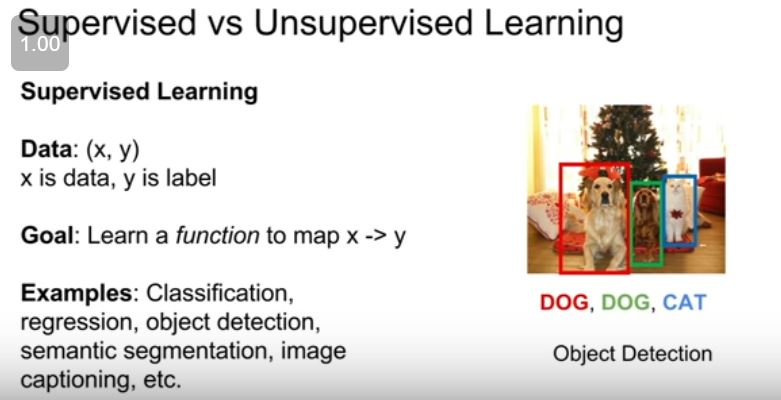 Supervised vs Unsupervised Learning
1.00
Supervised Learning
Data: (x, y)
x is data, y is label
Goal: Learn a function to map x -> y
Examples: Classification,
regression, object detection,
semantic segmentation, image
captioning, etc.
DOG, DOG, CAT
Object Detection